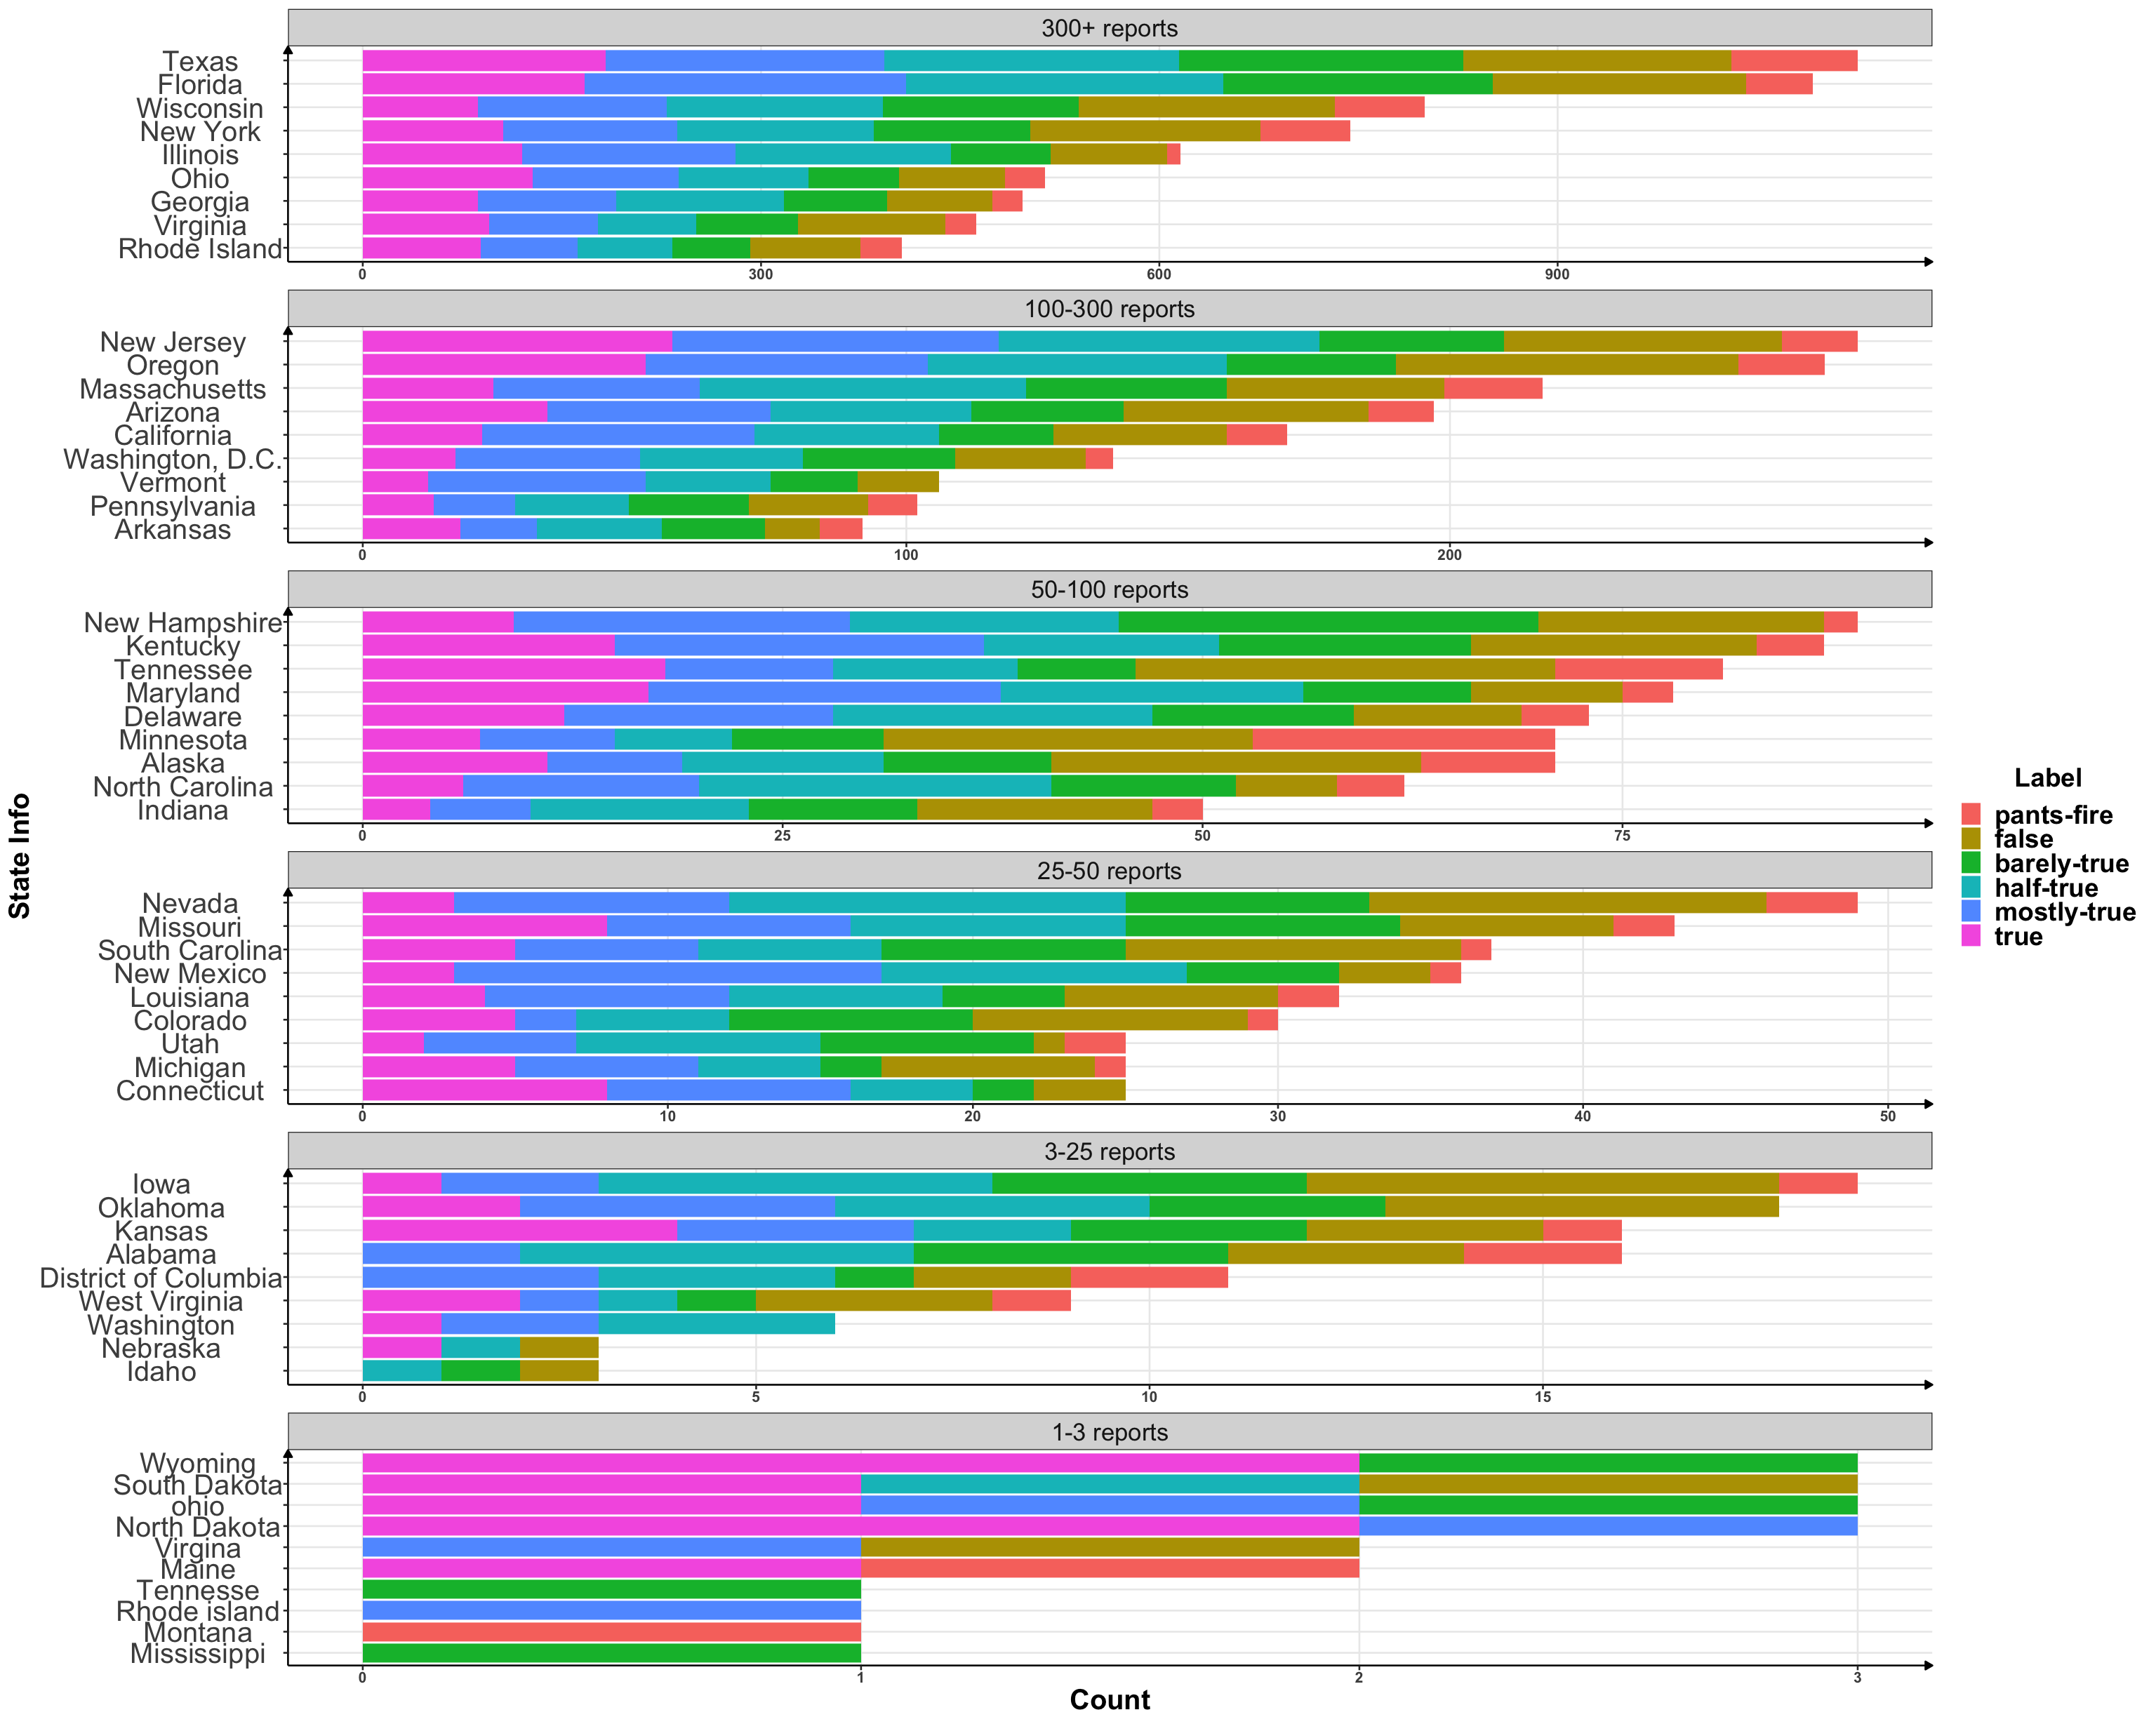 300+ reports
Texas
Florida
Wisconsin
New York
Illinois
Ohio
Georgia
Virginia
Rhode Island
0 300 600 900
100-300 reports
New Jersey
Oregon
Massachusetts
Arizona
California
Washington, D.C.
Vermont
Pennsylvania
Arkansas
0 100 200
50-100 reports
New Hampshire
Kentucky
Tennessee
Maryland
Delaware
Minnesota
Alaska
North Carolina
Indiana
0 25 50 75
25-50 reports
Nevada
Missouri
South Carolina
New Mexico
Louisiana
Colorado
Utah
Michigan
Connecticut
0 10 20 30 40 50
3-25 reports
Iowa
Oklahoma
Kansas
Alabama
District of Columbia
West Virginia
Washington
Nebraska
Idaho
0 5 10 15
1-3 reports
Wyoming
South Dakota
ohio
North Dakota
Virgina
Maine
Tennesse
Rhode island
Montana
Mississippi
0 1 2 3
Count
State Info
Label
pants-fire
false
barely-true
half-true
mostly-true
true